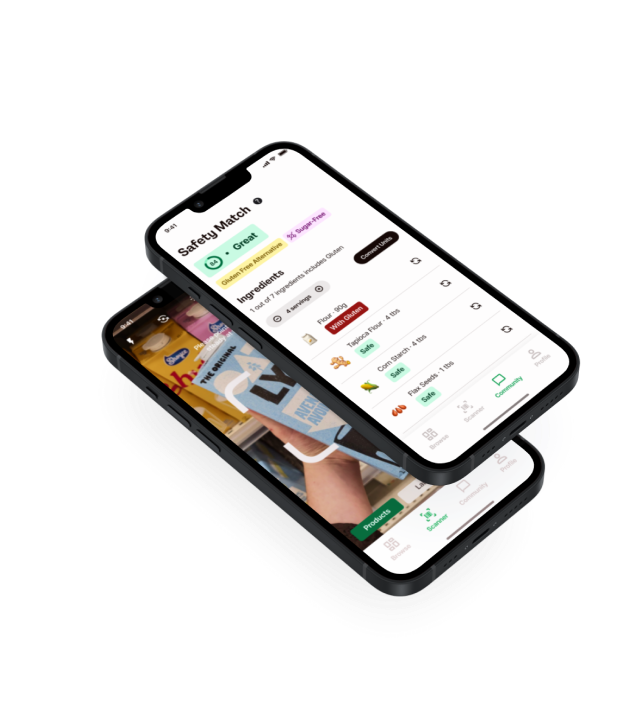 9:41
Safety Match ?
94 • Great
Gluten Free Alternative
Sugar-Free
Ingredients
1 out of 7 ingredients includes Gluten
4 servings
Convert Units
Flour · 90g
With Gluten
Tapioca Flour · 4 tbs
Safe
Corn Starch · 4 tbs
Safe
Flax Seeds · 1 tbs
Safe
Browse
Scanner
Community
Profile
9:41
THE ORIGINAL
Products
Browse
Scanner
Community
Profile